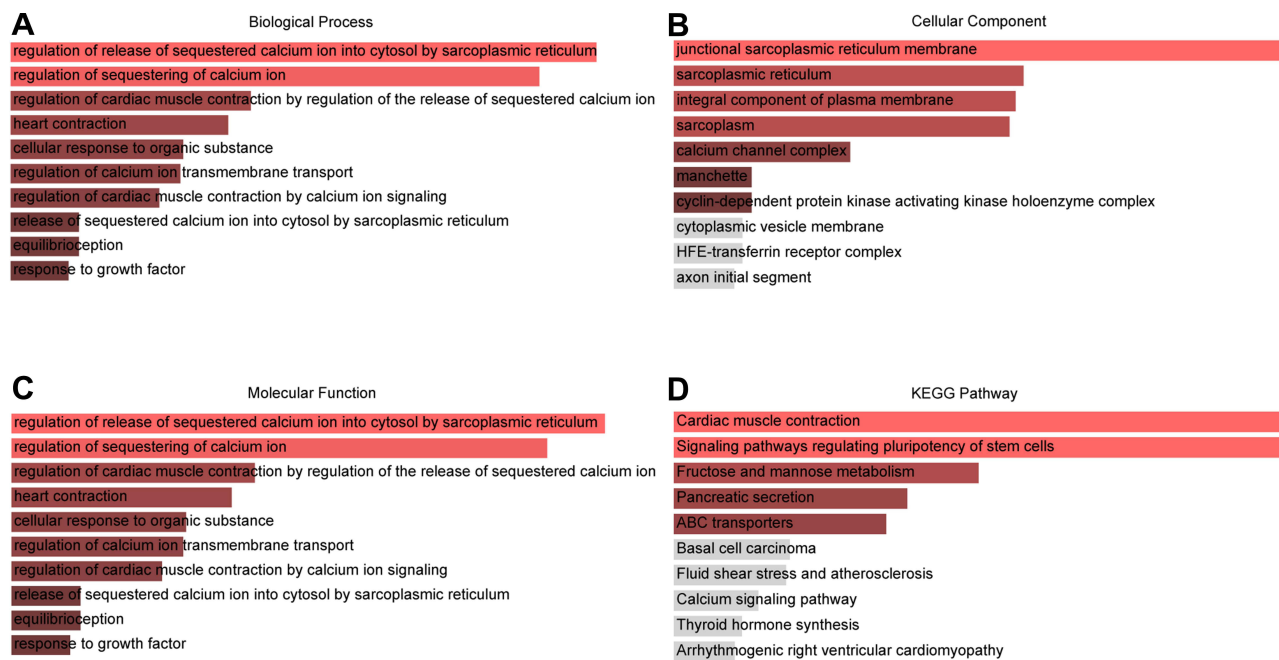 A
Biological Process
regulation of release of sequestered calcium ion into cytosol by sarcoplasmic reticulum
regulation of sequestering of calcium ion
regulation of cardiac muscle contraction by regulation of the release of sequestered calcium ion
heart contraction
cellular response to organic substance
regulation of calcium ion transmembrane transport
regulation of cardiac muscle contraction by calcium ion signaling
release of sequestered calcium ion into cytosol by sarcoplasmic reticulum
equilibrioception
response to growth factor
B
Cellular Component
junctional sarcoplasmic reticulum membrane
sarcoplasmic reticulum
integral component of plasma membrane
sarcoplasm
calcium channel complex
manchette
cyclin-dependent protein kinase activating kinase holoenzyme complex
cytoplasmic vesicle membrane
HFE-transferrin receptor complex
axon initial segment
C
Molecular Function
regulation of release of sequestered calcium ion into cytosol by sarcoplasmic reticulum
regulation of sequestering of calcium ion
regulation of cardiac muscle contraction by regulation of the release of sequestered calcium ion
heart contraction
cellular response to organic substance
regulation of calcium ion transmembrane transport
regulation of cardiac muscle contraction by calcium ion signaling
release of sequestered calcium ion into cytosol by sarcoplasmic reticulum
equilibrioception
response to growth factor
D
KEGG Pathway
Cardiac muscle contraction
Signaling pathways regulating pluripotency of stem cells
Fructose and mannose metabolism
Pancreatic secretion
ABC transporters
Basal cell carcinoma
Fluid shear stress and atherosclerosis
Calcium signaling pathway
Thyroid hormone synthesis
Arrhythmogenic right ventricular cardiomyopathy